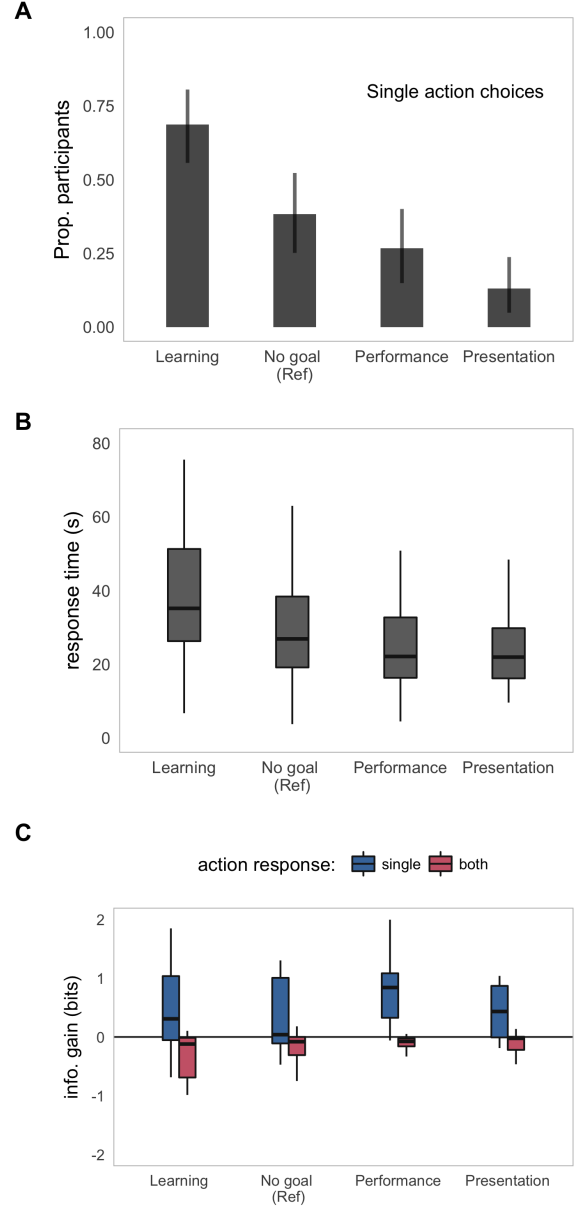 A
Prop. participants
1.00
0.75
0.50
0.25
0.00
Single action choices
Learning No goal (Ref) Performance Presentation
B
response time (s)
80
60
40
20
0
Learning No goal (Ref) Performance Presentation
C
action response: single both
info. gain (bits)
2
1
0
-1
-2
Learning No goal (Ref) Performance Presentation